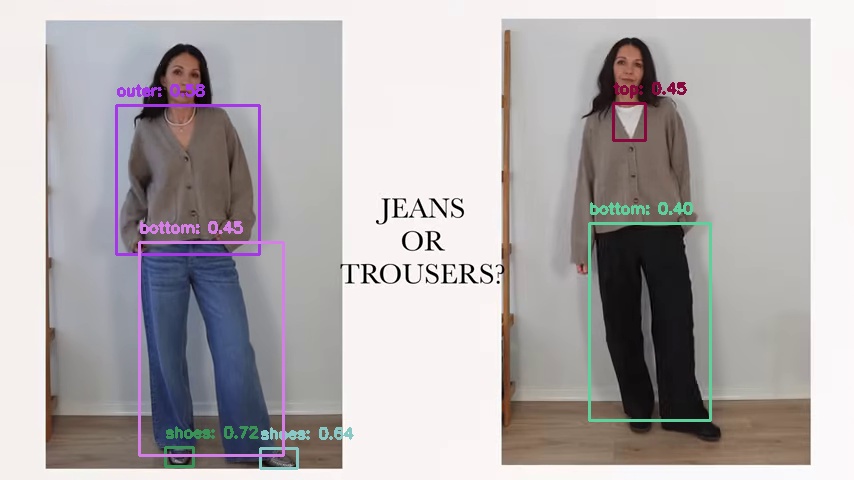 outer: 0.58
top: 0.45
JEANS
OR
TROUSERS?
bottom: 0.45
bottom: 0.40
shoes: 0.72
shoes: 0.64